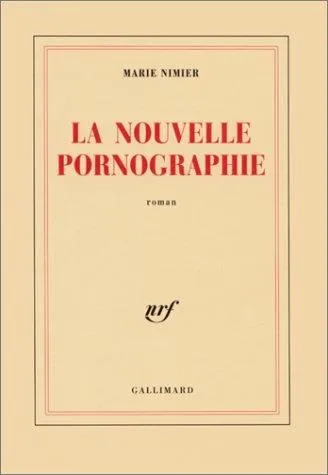 MARIE NIMIER
LA NOUVELLE
PORNOGRAPHIE
roman
nrf
GALLIMARD